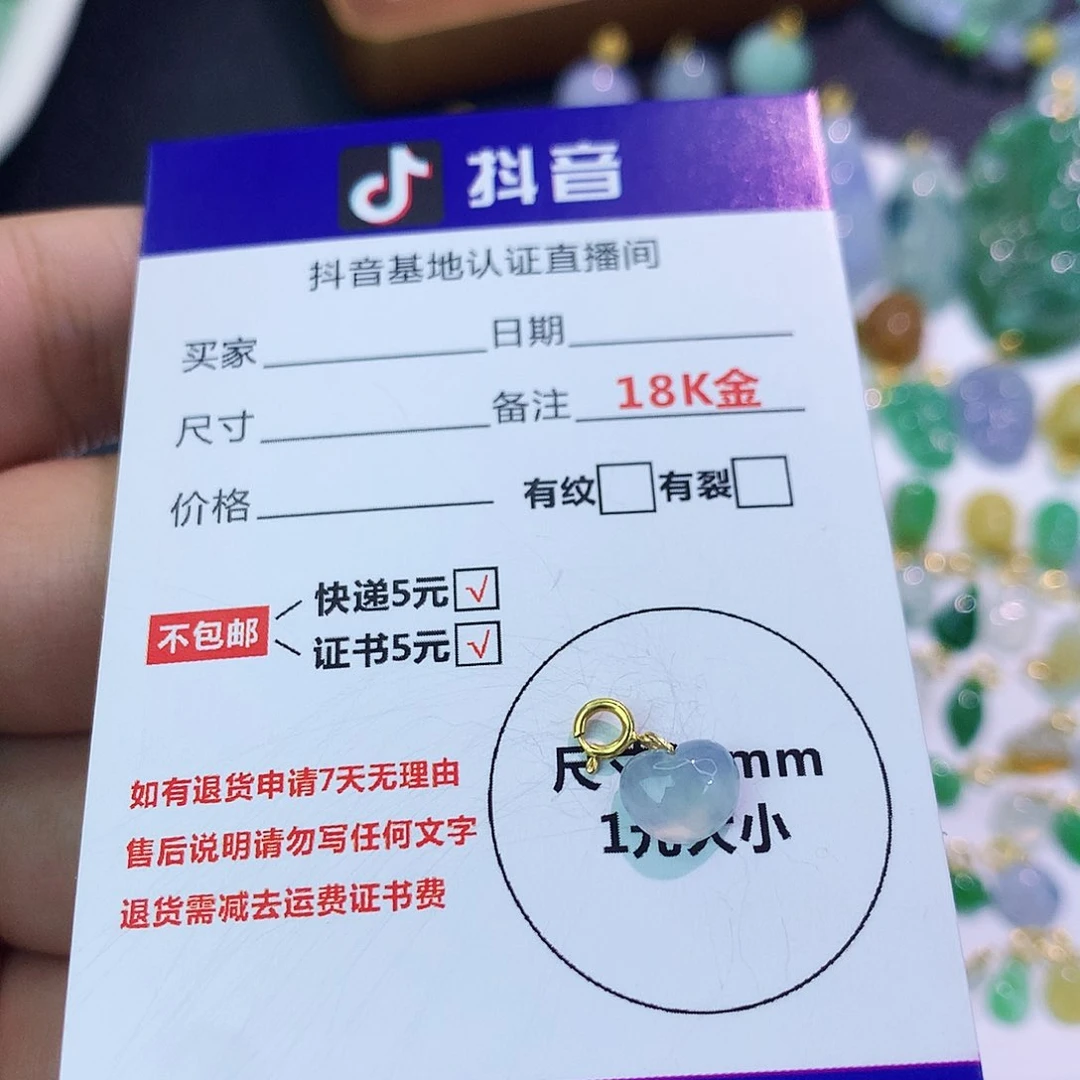 抖音
抖音基地认证直播间
买家 日期
尺寸 备注 18K金
价格 有纹 有裂
不包邮 快递5元 √
证书5元 √
尺 mm
1元大小
如有退货申请7天无理由
售后说明请勿写任何文字
退货需减去运费证书费